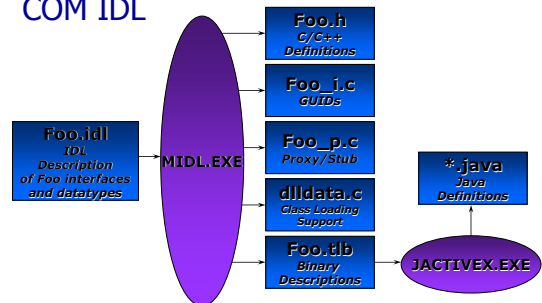 COM IDL
Foo.h
C/C++
Definitions
Foo_i.c
GUIDs
Foo.idl
IDL
Description
of Foo interfaces
and datatypes
MIDL.EXE
Foo_p.c
Proxy/Stub
*.java
Java
Definitions
dlldata.c
Class Loading
Support
Foo.tlb
Binary
Descriptions
JACTIVEX.EXE